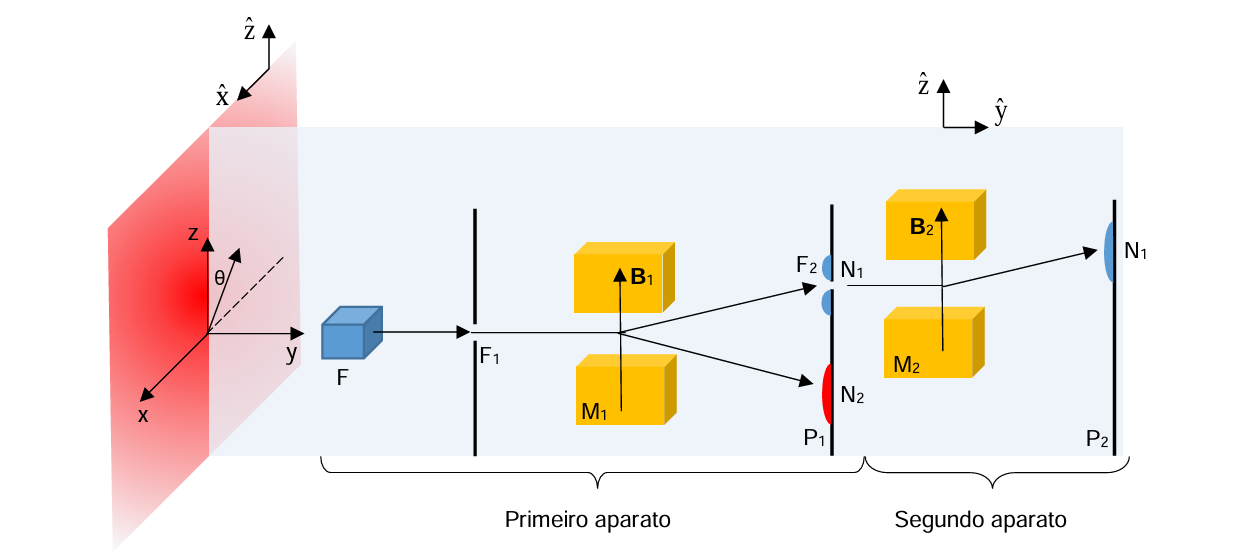 ẑ
x̂
ẑ
ŷ
z
θ
y
x
F
F₁
B₁
M₁
F₂
N₁
N₂
P₁
B₂
M₂
N₁
P₂
Primeiro aparato
Segundo aparato